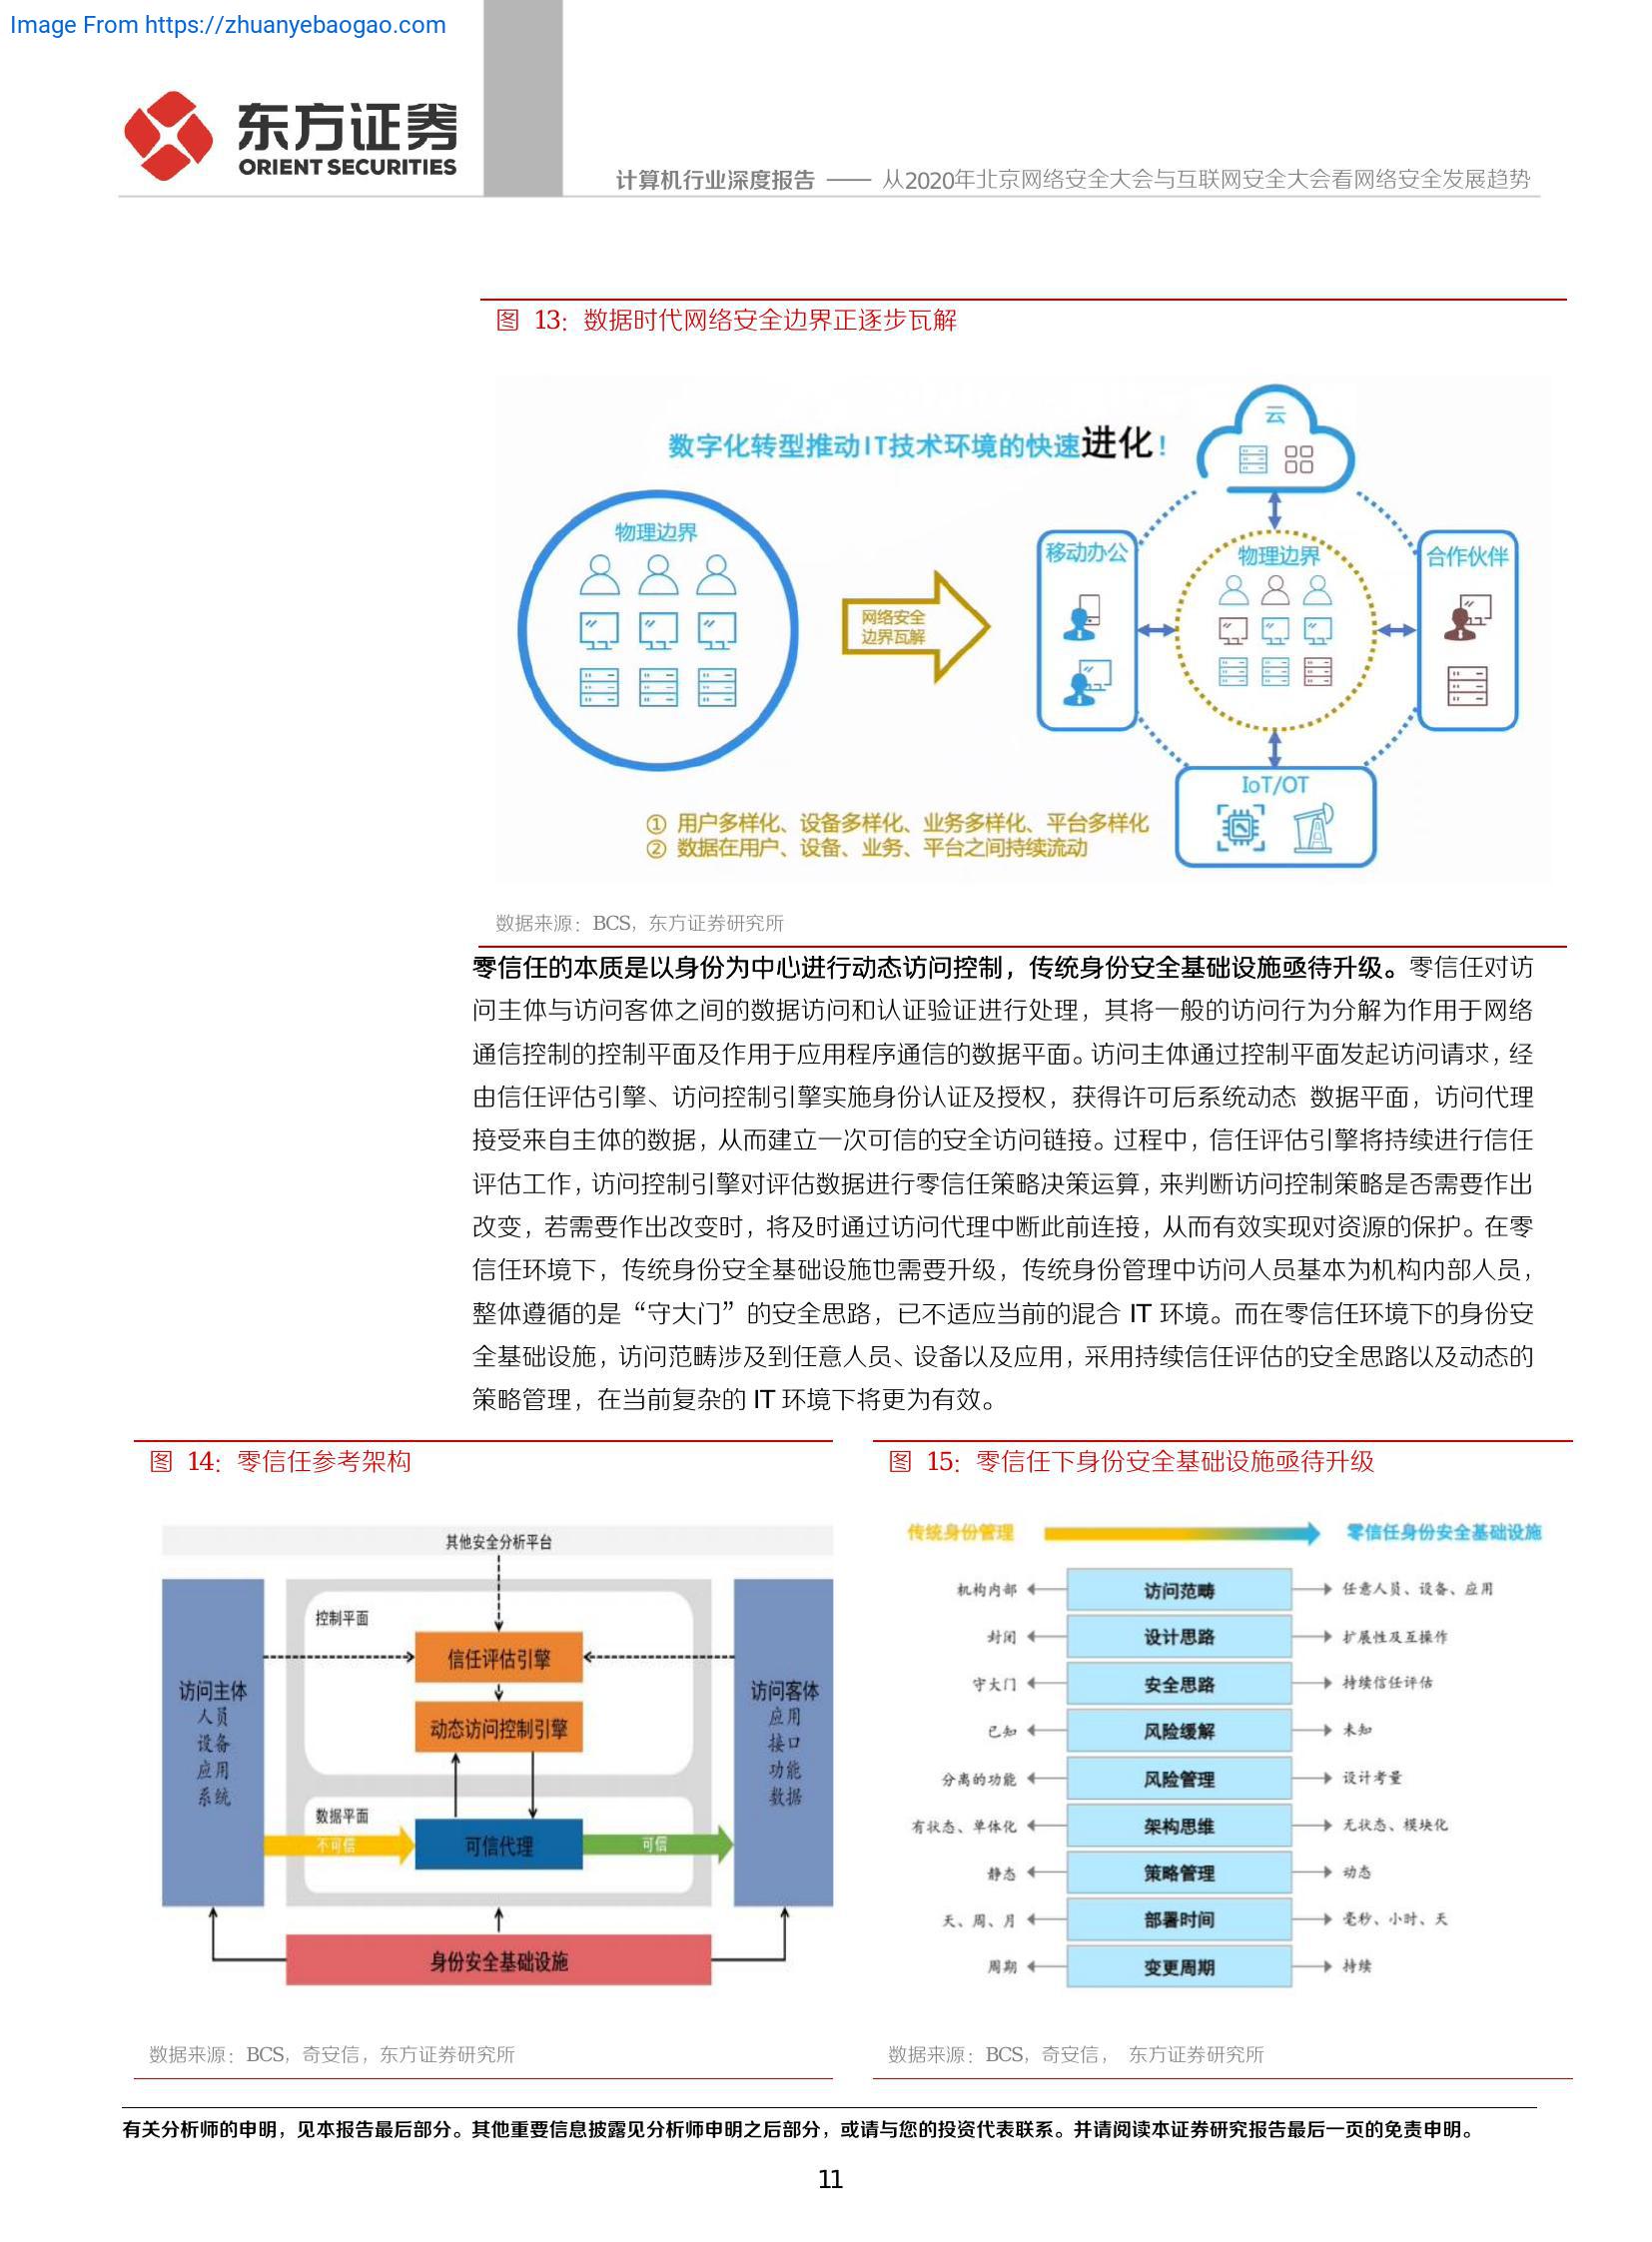 Image From https://zhuanyebaogao.com
东方证券
ORIENT SECURITIES
计算机行业深度报告 —— 从2020年北京网络安全大会与互联网安全大会看网络安全发展趋势
图 13：数据时代网络安全边界正逐步瓦解
数字化转型推动IT技术环境的快速进化！
云
物理边界
移动办公
物理边界
合作伙伴
网络安全
边界瓦解
IoT/OT
① 用户多样化、设备多样化、业务多样化、平台多样化
② 数据在用户、设备、业务、平台之间持续流动
数据来源：BCS，东方证券研究所
零信任的本质是以身份为中心进行动态访问控制，传统身份安全基础设施亟待升级。零信任对访
问主体与访问客体之间的数据访问和认证验证进行处理，其将一般的访问行为分解为作用于网络
通信控制的控制平面及作用于应用程序通信的数据平面。访问主体通过控制平面发起访问请求，经
由信任评估引擎、访问控制引擎实施身份认证及授权，获得许可后系统动态 数据平面，访问代理
接受来自主体的数据，从而建立一次可信的安全访问链接。过程中，信任评估引擎将持续进行信任
评估工作，访问控制引擎对评估数据进行零信任策略决策运算，来判断访问控制策略是否需要作出
改变，若需要作出改变时，将及时通过访问代理中断此前连接，从而有效实现对资源的保护。在零
信任环境下，传统身份安全基础设施也需要升级，传统身份管理中访问人员基本为机构内部人员，
整体遵循的是“守大门”的安全思路，已不适应当前的混合 IT 环境。而在零信任环境下的身份安
全基础设施，访问范畴涉及到任意人员、设备以及应用，采用持续信任评估的安全思路以及动态的
策略管理，在当前复杂的 IT 环境下将更为有效。
图 14：零信任参考架构
其他安全分析平台
控制平面
信任评估引擎
动态访问控制引擎
访问主体
人员
设备
应用
系统
访问客体
应用
接口
功能
数据
数据平面
不可信
可信代理
可信
身份安全基础设施
数据来源：BCS，奇安信，东方证券研究所
图 15：零信任下身份安全基础设施亟待升级
传统身份管理 零信任身份安全基础设施
机构内部 访问范畴 任意人员、设备、应用
封闭 设计思路 扩展性及互操作
守大门 安全思路 持续信任评估
已知 风险缓解 未知
分离的功能 风险管理 设计考量
有状态、单体化 架构思维 无状态、模块化
静态 策略管理 动态
天、周、月 部署时间 毫秒、小时、天
周期 变更周期 持续
数据来源：BCS，奇安信， 东方证券研究所
有关分析师的申明，见本报告最后部分。其他重要信息披露见分析师申明之后部分，或请与您的投资代表联系。并请阅读本证券研究报告最后一页的免责申明。
11